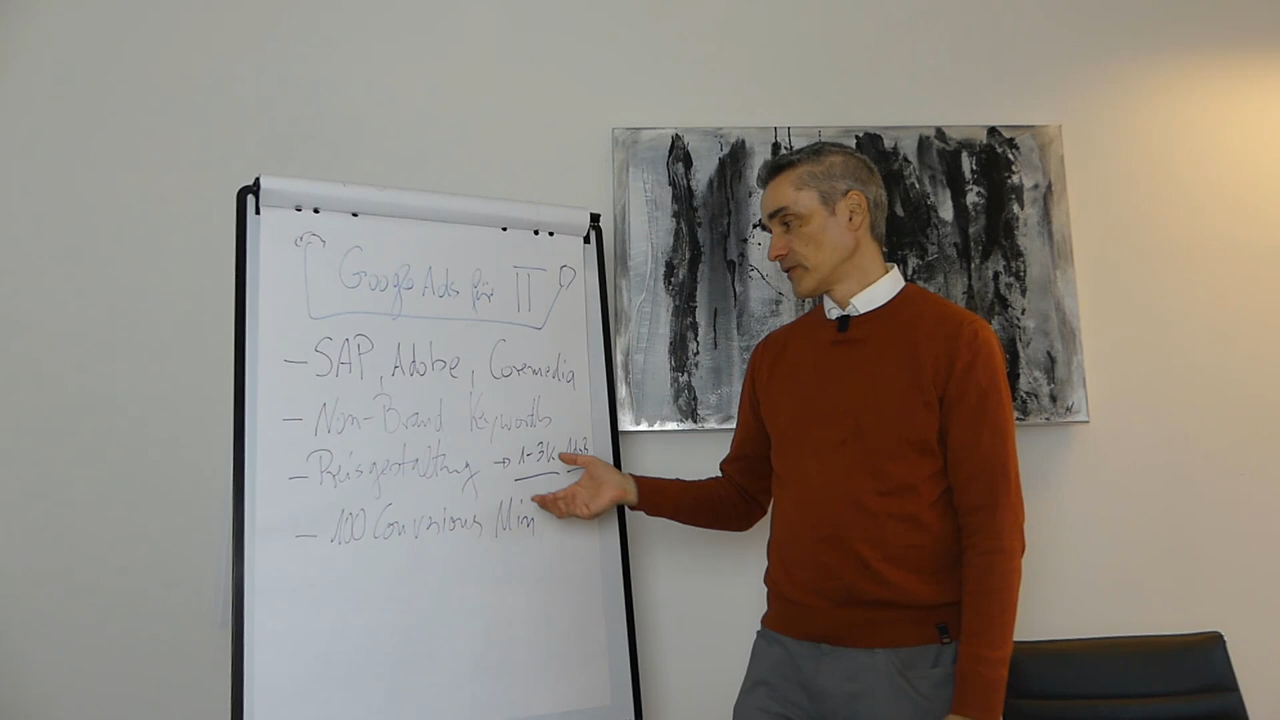 Google Ads für IT
- SAP, Adobe, Coremedia
- Non-Brand Keywords
- Preisgestaltung → 1-3K
- 100 Conversions Min